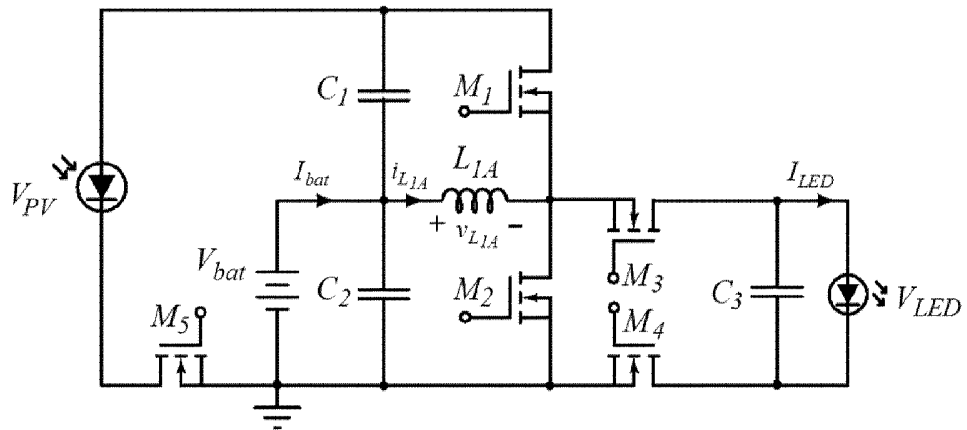 C1
M1
Ibat
iL1A
L1A
ILED
VPV
+ vL1A -
Vbat
M5
C2
M2
M3
M4
C3
VLED